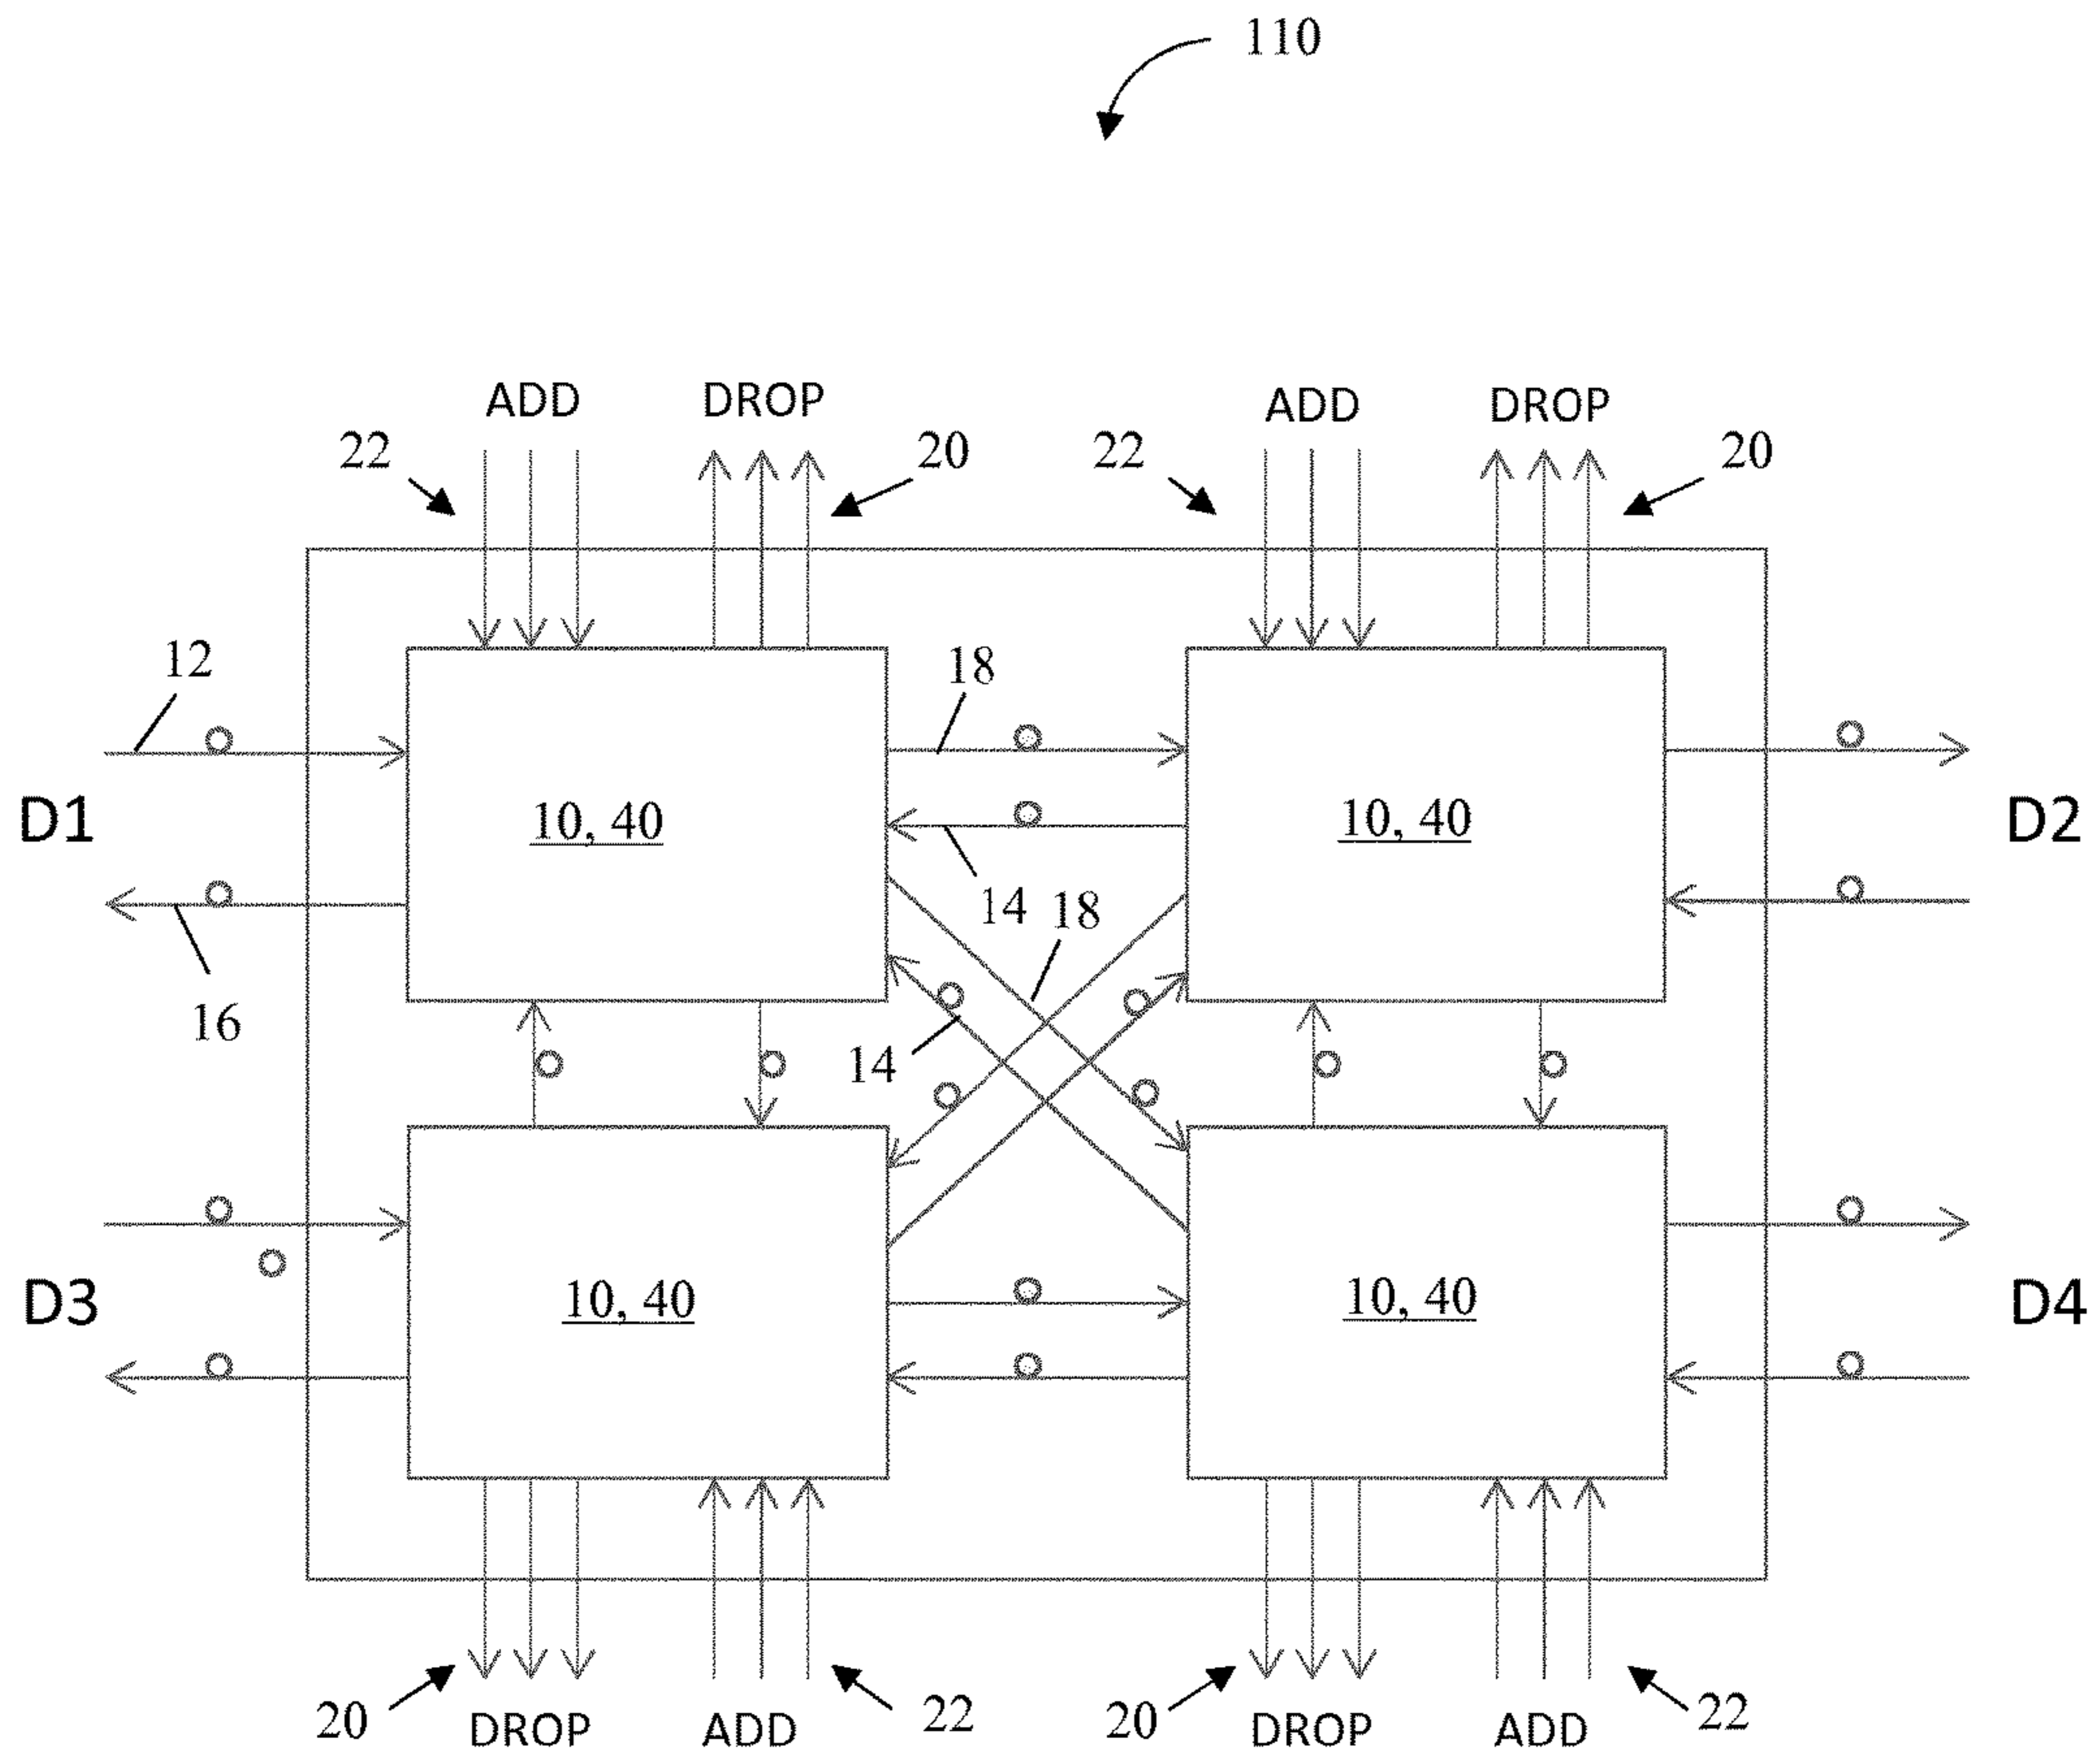 110
ADD DROP ADD DROP
22 20 22 20
12 18
D1 10, 40 10, 40 D2
14 18
16 14
D3 10, 40 10, 40 D4
20 DROP ADD 22 20 DROP ADD 22